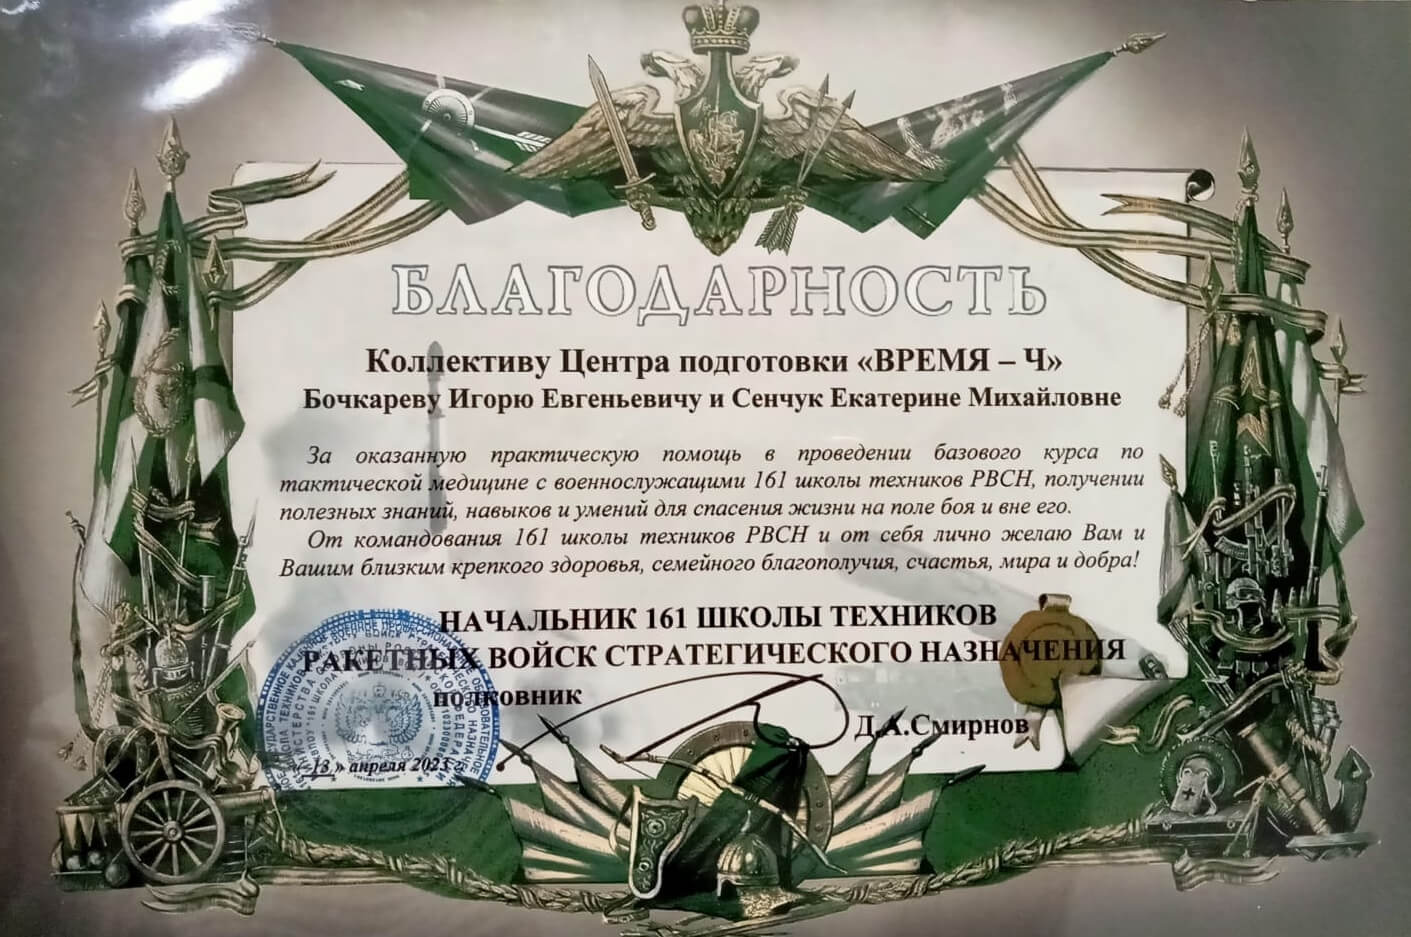 БЛАГОДАРНОСТЬ
Коллективу Центра подготовки «ВРЕМЯ – Ч»
Бочкареву Игорю Евгеньевичу и Сенчук Екатерине Михайловне
За оказанную практическую помощь в проведении базового курса по
тактической медицине с военнослужащими 161 школы техников РВСН, получении
полезных знаний, навыков и умений для спасения жизни на поле боя и вне его.
От командования 161 школы техников РВСН и от себя лично желаю Вам и
Вашим близким крепкого здоровья, семейного благополучия, счастья, мира и добра!
НАЧАЛЬНИК 161 ШКОЛЫ ТЕХНИКОВ
РАКЕТНЫХ ВОЙСК СТРАТЕГИЧЕСКОГО НАЗНАЧЕНИЯ
полковник
Д.А.Смирнов
«13» апреля 2023 г.